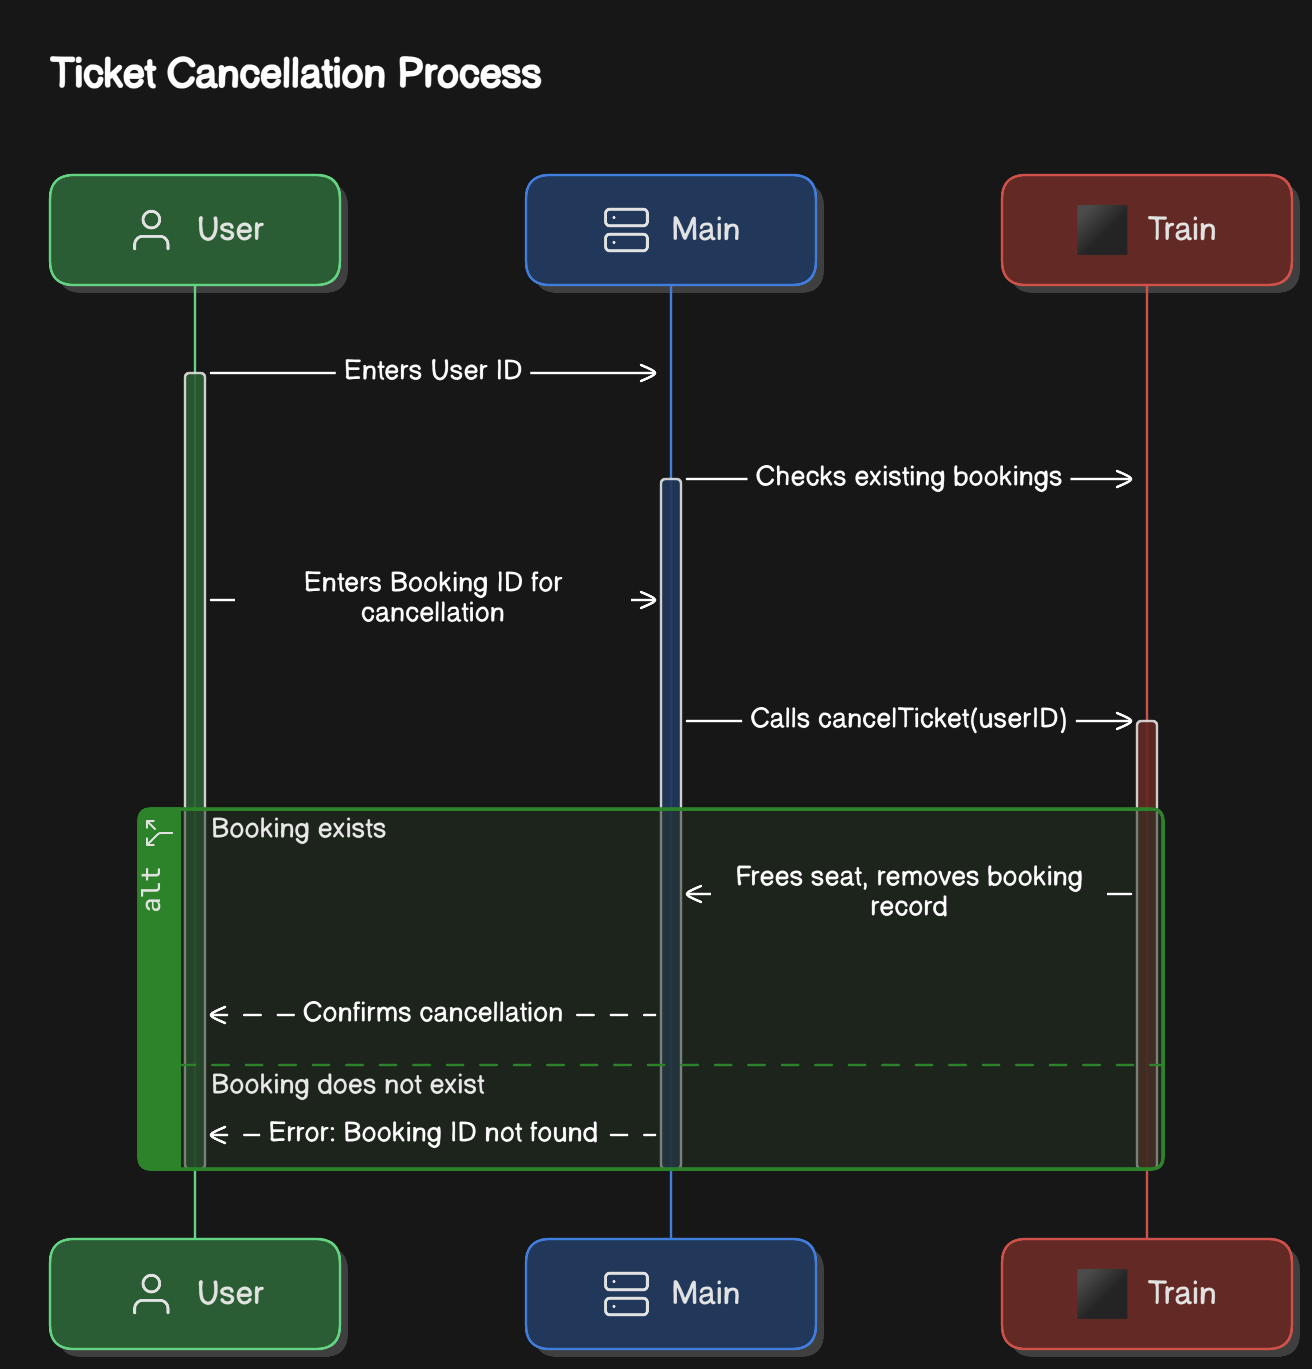 Ticket Cancellation Process
User
Main
Train
Enters User ID
Checks existing bookings
Enters Booking ID for
cancellation
Calls cancelTicket(userID)
alt
Booking exists
Frees seat, removes booking
record
Confirms cancellation
Booking does not exist
Error: Booking ID not found
User
Main
Train